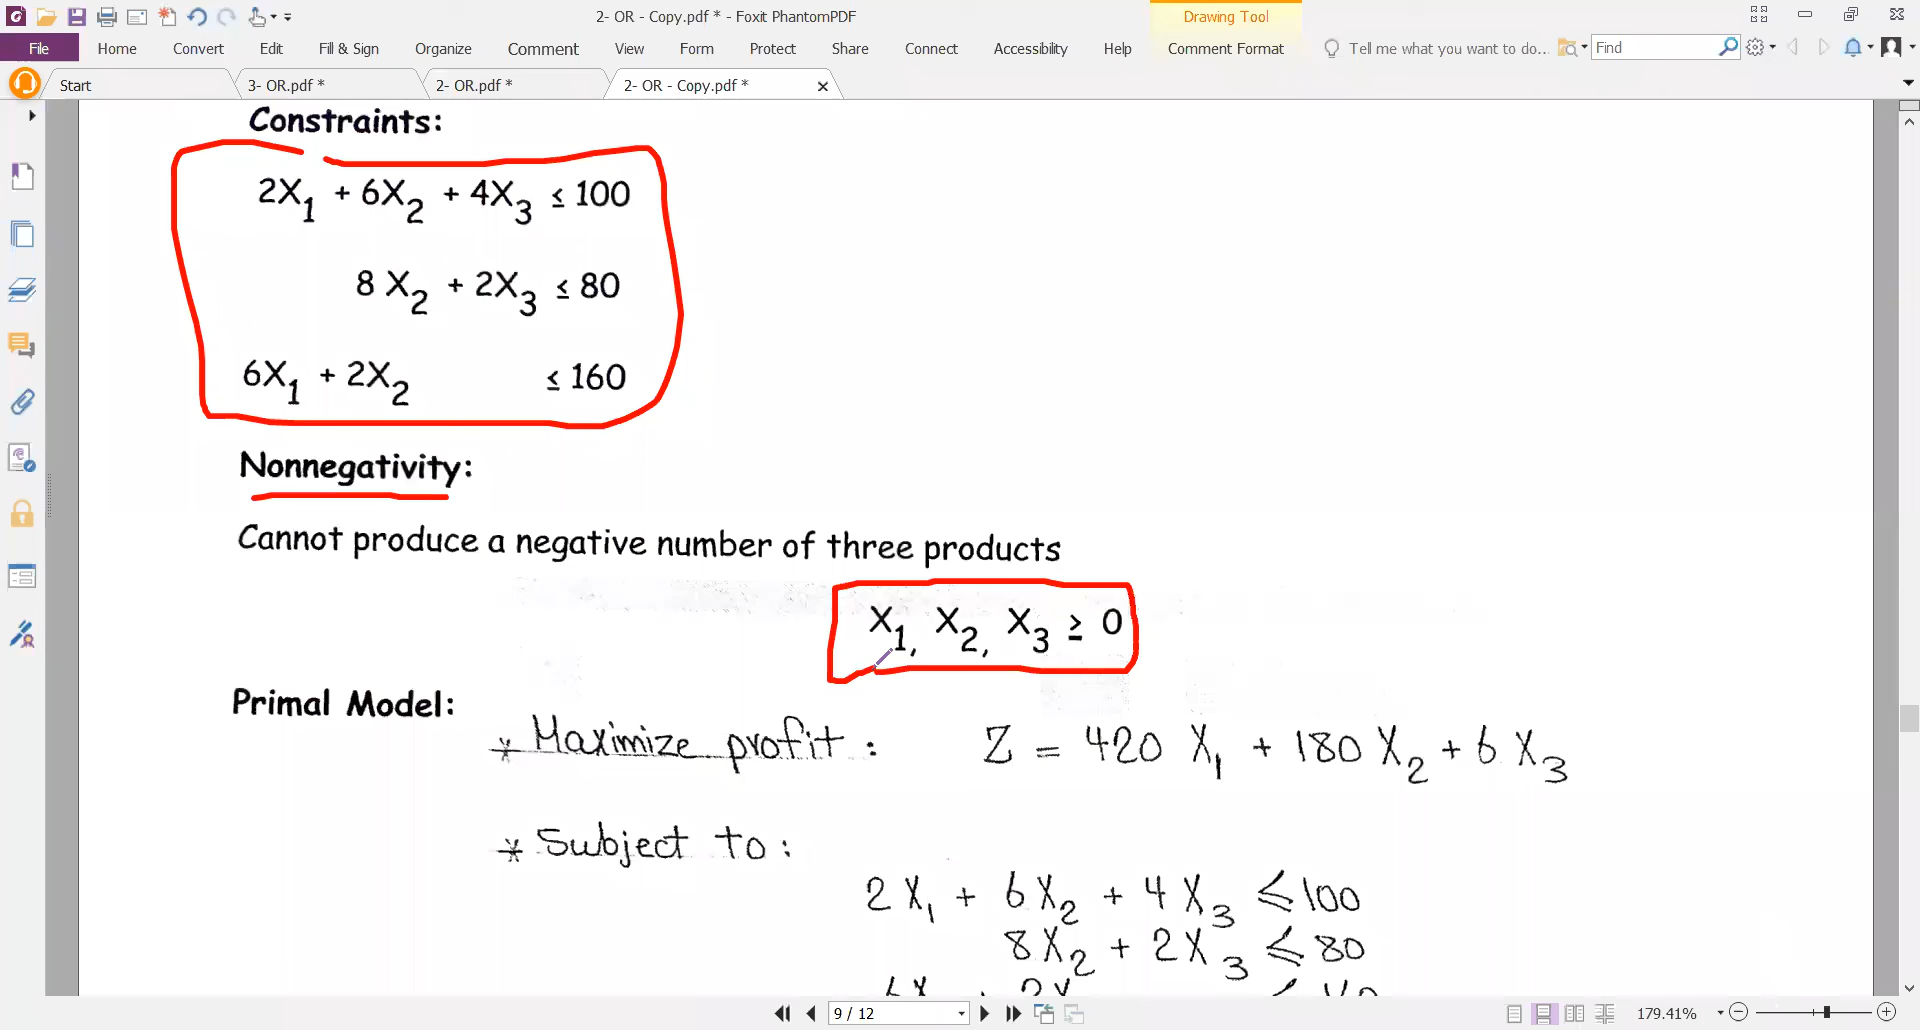 2- OR - Copy.pdf * - Foxit PhantomPDF
Drawing Tool
File Home Convert Edit Fill & Sign Organize Comment View Form Protect Share Connect Accessibility Help Comment Format Tell me what you want to do... Find
Start 3- OR.pdf * 2- OR.pdf * 2- OR - Copy.pdf *
Constraints:
2X₁ + 6X₂ + 4X₃ ≤ 100
8 X₂ + 2X₃ ≤ 80
6X₁ + 2X₂ ≤ 160
Nonnegativity:
Cannot produce a negative number of three products
X₁, X₂, X₃ ≥ 0
Primal Model:
* Maximize profit : Z = 420 X₁ + 180 X₂ + 6 X₃
* Subject to :
2 X₁ + 6 X₂ + 4 X₃ ≤ 100
8 X₂ + 2 X₃ ≤ 80
9 / 12
179.41%